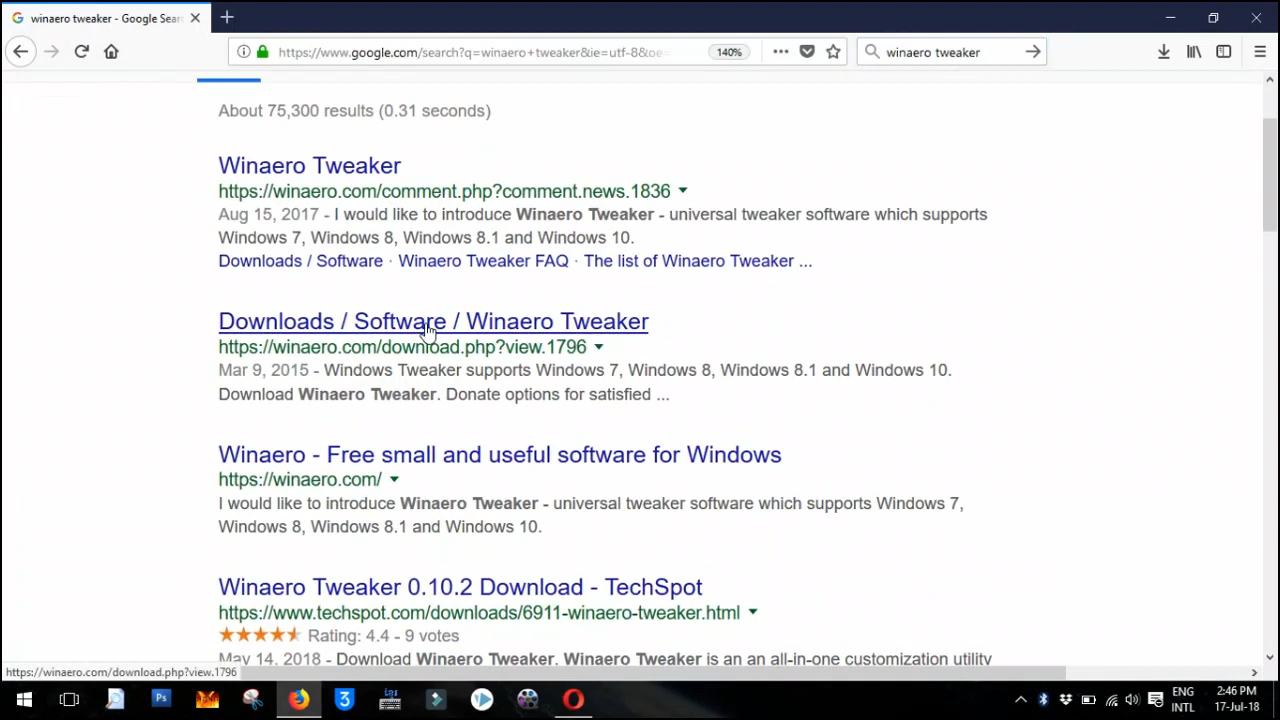 winaero tweaker - Google Sear
https://www.google.com/search?q=winaero+tweaker&ie=utf-8&oe=
140%
winaero tweaker
About 75,300 results (0.31 seconds)
Winaero Tweaker
https://winaero.com/comment.php?comment.news.1836
Aug 15, 2017 - I would like to introduce Winaero Tweaker - universal tweaker software which supports
Windows 7, Windows 8, Windows 8.1 and Windows 10.
Downloads / Software · Winaero Tweaker FAQ · The list of Winaero Tweaker ...
Downloads / Software / Winaero Tweaker
https://winaero.com/download.php?view.1796
Mar 9, 2015 - Windows Tweaker supports Windows 7, Windows 8, Windows 8.1 and Windows 10.
Download Winaero Tweaker. Donate options for satisfied ...
Winaero - Free small and useful software for Windows
https://winaero.com/
I would like to introduce Winaero Tweaker - universal tweaker software which supports Windows 7,
Windows 8, Windows 8.1 and Windows 10.
Winaero Tweaker 0.10.2 Download - TechSpot
https://www.techspot.com/downloads/6911-winaero-tweaker.html
Rating: 4.4 - 9 votes
May 14, 2018 - Download Winaero Tweaker. Winaero Tweaker is an an all-in-one customization utility
https://winaero.com/download.php?view.1796
Ps
3
ENG
INTL
2:46 PM
17-Jul-18